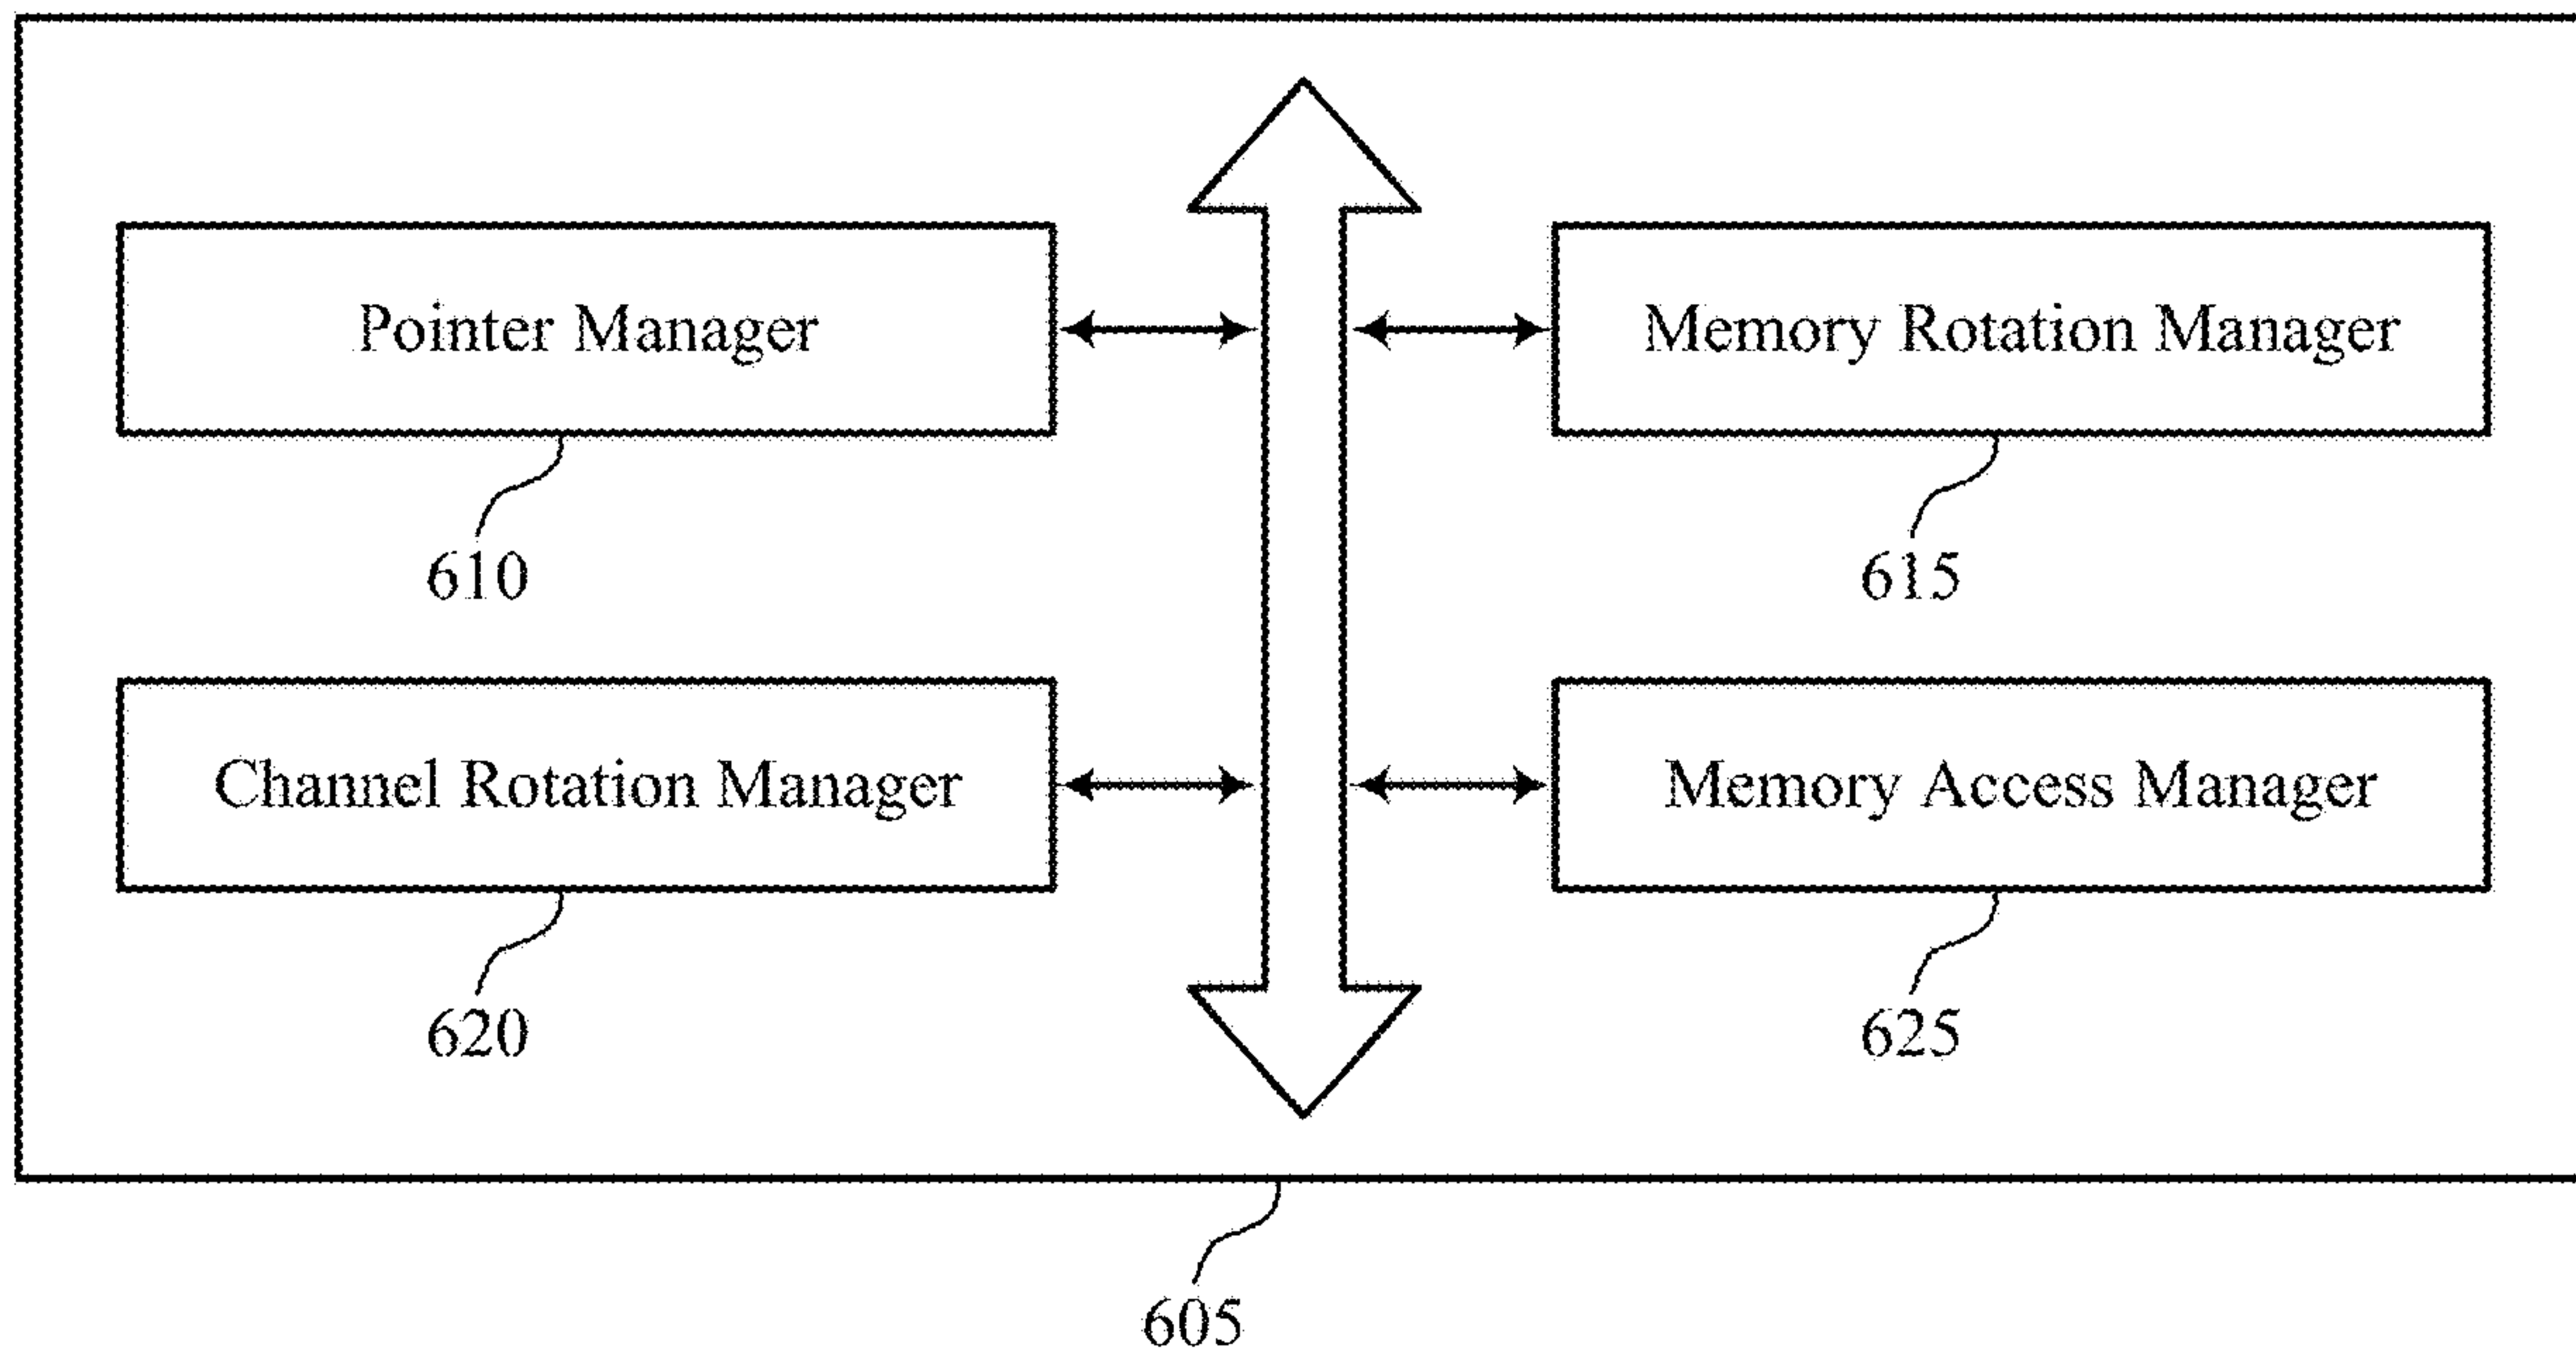 Pointer Manager
Memory Rotation Manager
610
615
Channel Rotation Manager
Memory Access Manager
620
625
605